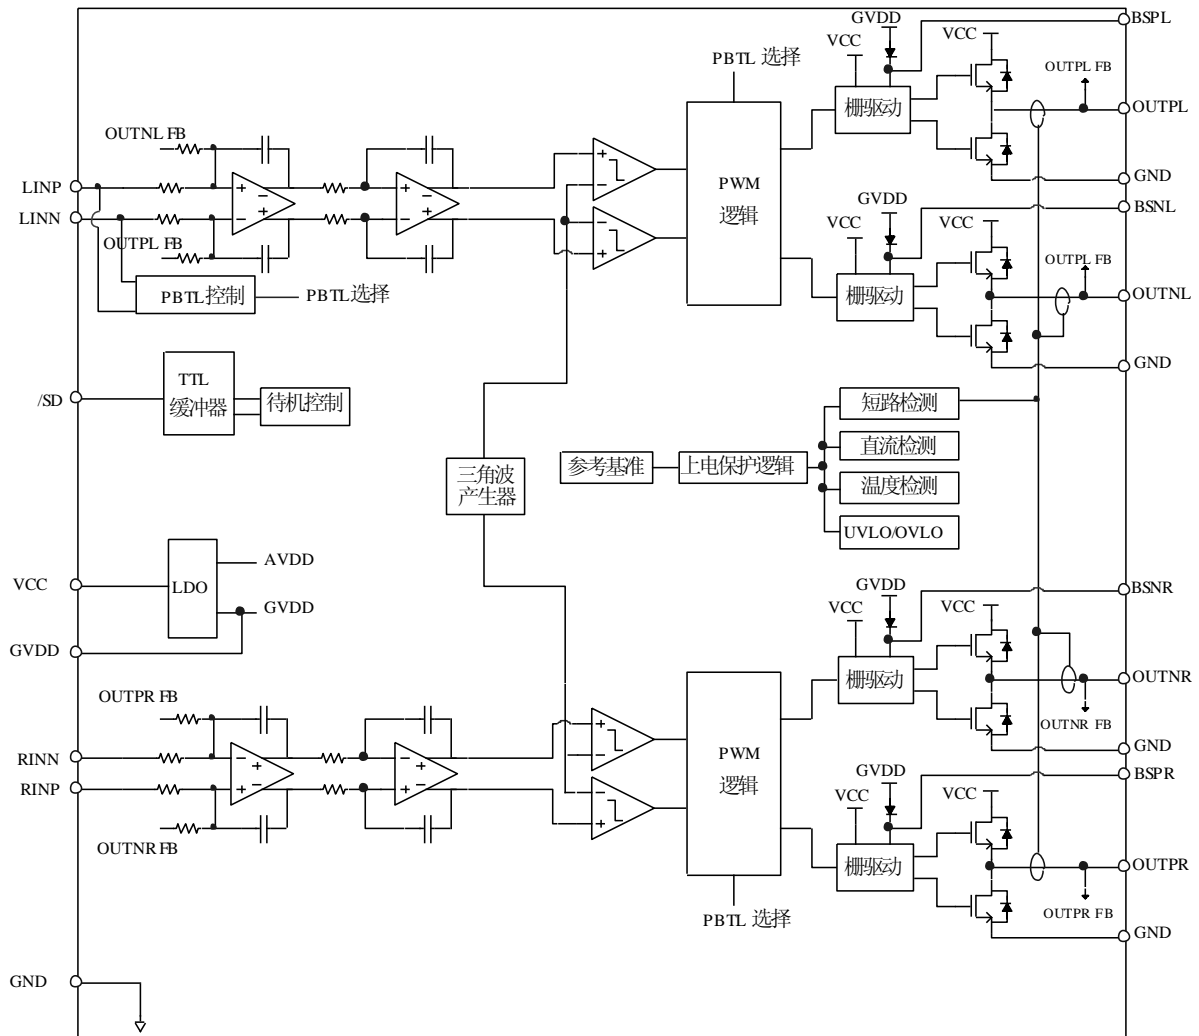 BSPL
GVDD
VCC
VCC
PBTL 选择
OUTPL FB
栅驱动
OUTPL
OUTNL FB
LINP
GND
PWM
逻辑
BSNL
LINN
GVDD
VCC
VCC
OUTPL FB
OUTPL FB
PBTL控制
PBTL选择
栅驱动
OUTNL
GND
TTL
缓冲器
/SD
待机控制
短路检测
直流检测
参考基准
上电保护逻辑
三角波
产生器
温度检测
UVLO/OVLO
AVDD
VCC
LDO
GVDD
BSNR
GVDD
VCC
VCC
GVDD
OUTPR FB
栅驱动
OUTNR
OUTNR FB
RINN
PWM
逻辑
GND
BSPR
RINP
GVDD
VCC
VCC
OUTNR FB
栅驱动
OUTPR
PBTL 选择
OUTPR FB
GND
GND